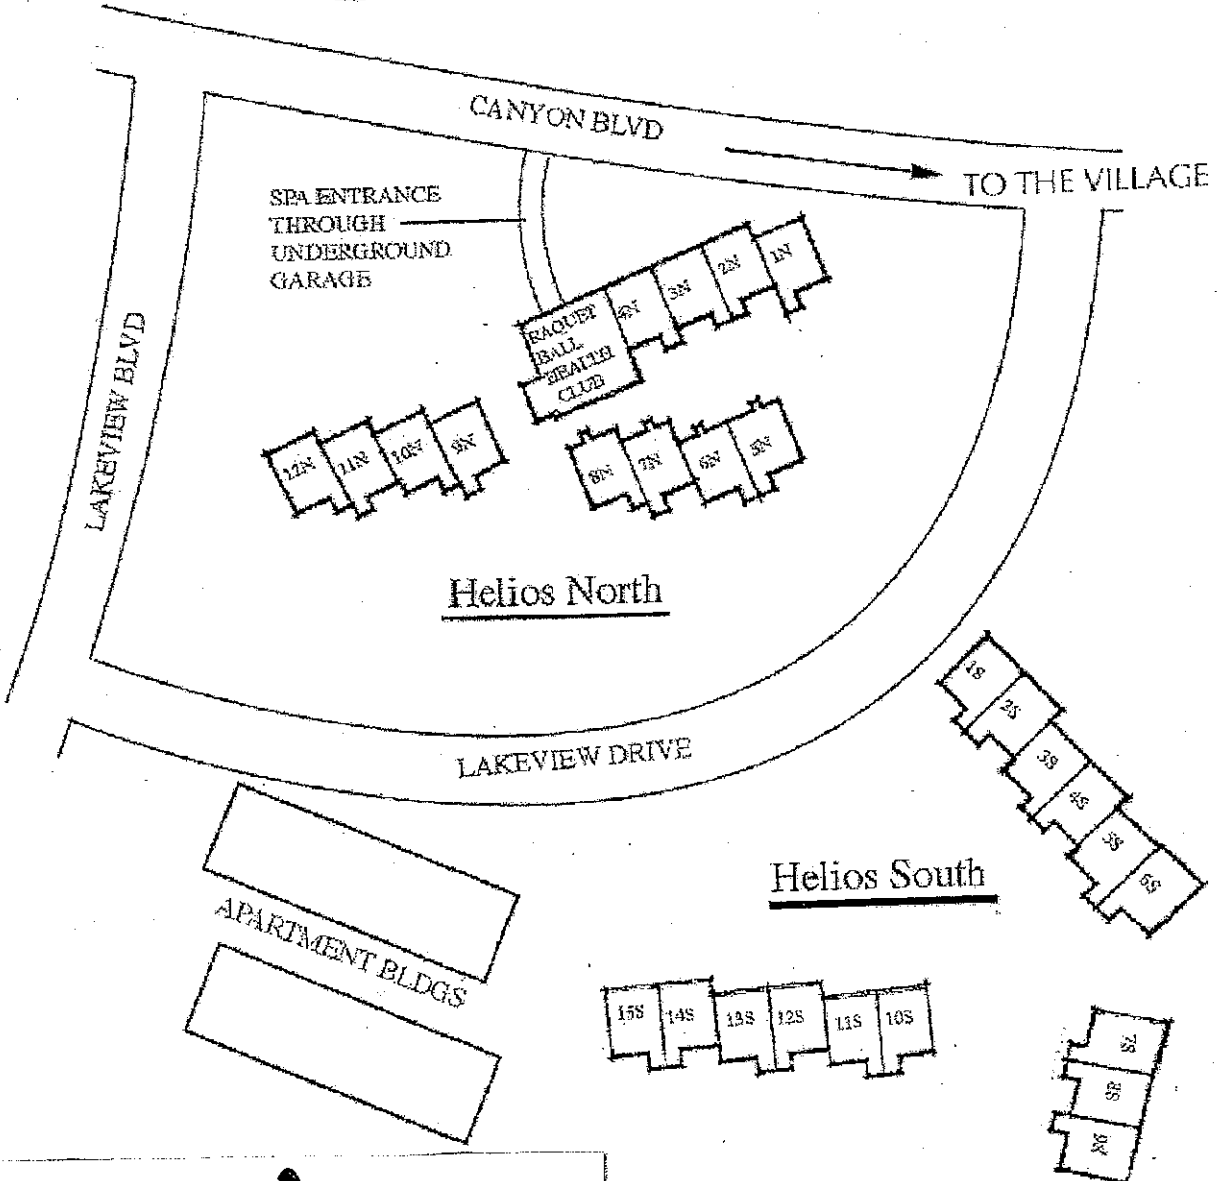 CANYON BLVD
TO THE VILLAGE
SPA ENTRANCE
THROUGH
UNDERGROUND
GARAGE
LAKEVIEW BLVD
RAQUET
BALL
HEALTH
CLUB
4N
3N
2N
1N
12N
11N
10N
9N
8N
7N
6N
5N
Helios North
LAKEVIEW DRIVE
1S
2S
3S
4S
5S
6S
Helios South
APARTMENT BLDGS
15S
14S
13S
12S
11S
10S
7S
8S